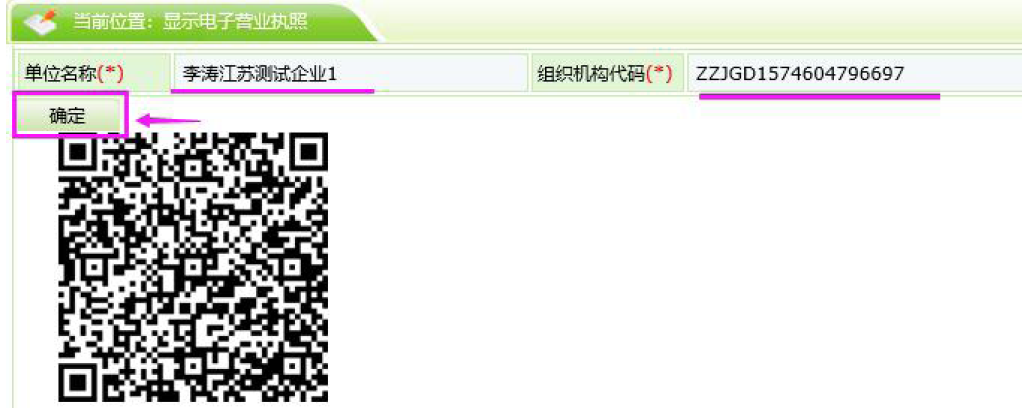 当前位置：显示电子营业执照
单位名称(*) 李涛江苏测试企业1 组织机构代码(*) ZZJGD1574604796697
确定